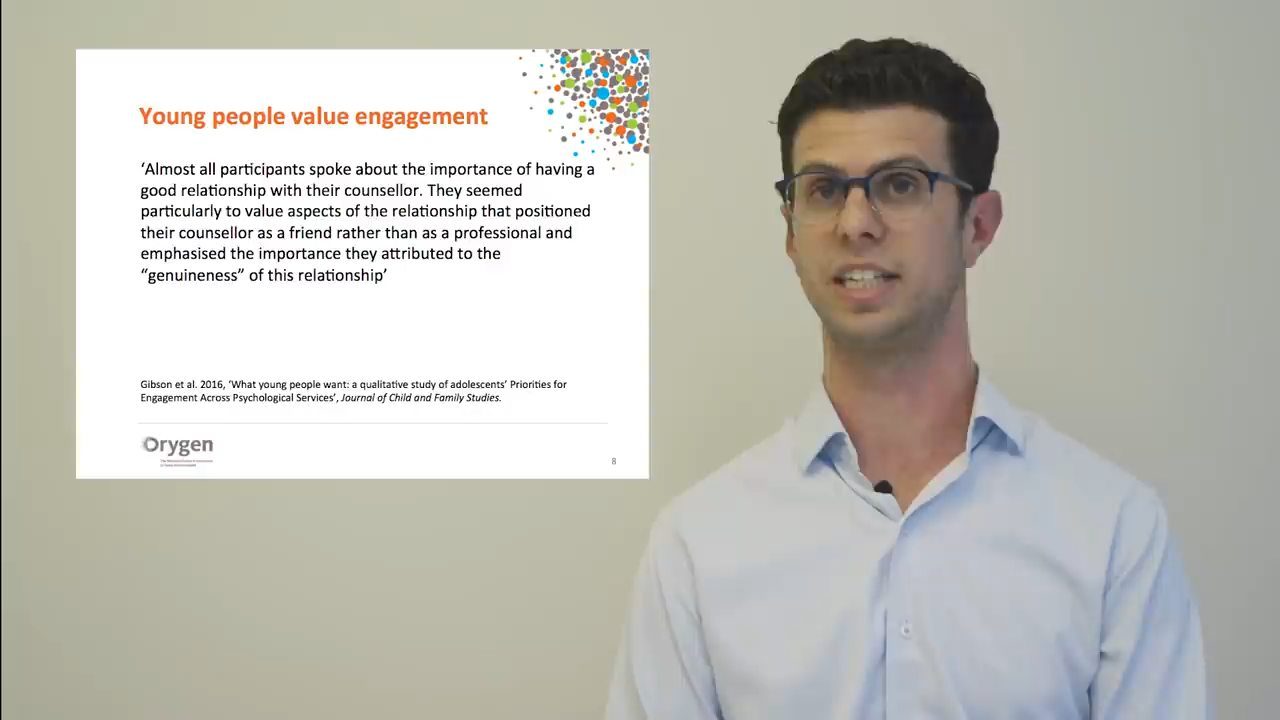 Young people value engagement
‘Almost all participants spoke about the importance of having a
good relationship with their counsellor. They seemed
particularly to value aspects of the relationship that positioned
their counsellor as a friend rather than as a professional and
emphasised the importance they attributed to the
“genuineness” of this relationship’
Gibson et al. 2016, ‘What young people want: a qualitative study of adolescents’ Priorities for
Engagement Across Psychological Services’, Journal of Child and Family Studies.
Orygen
8